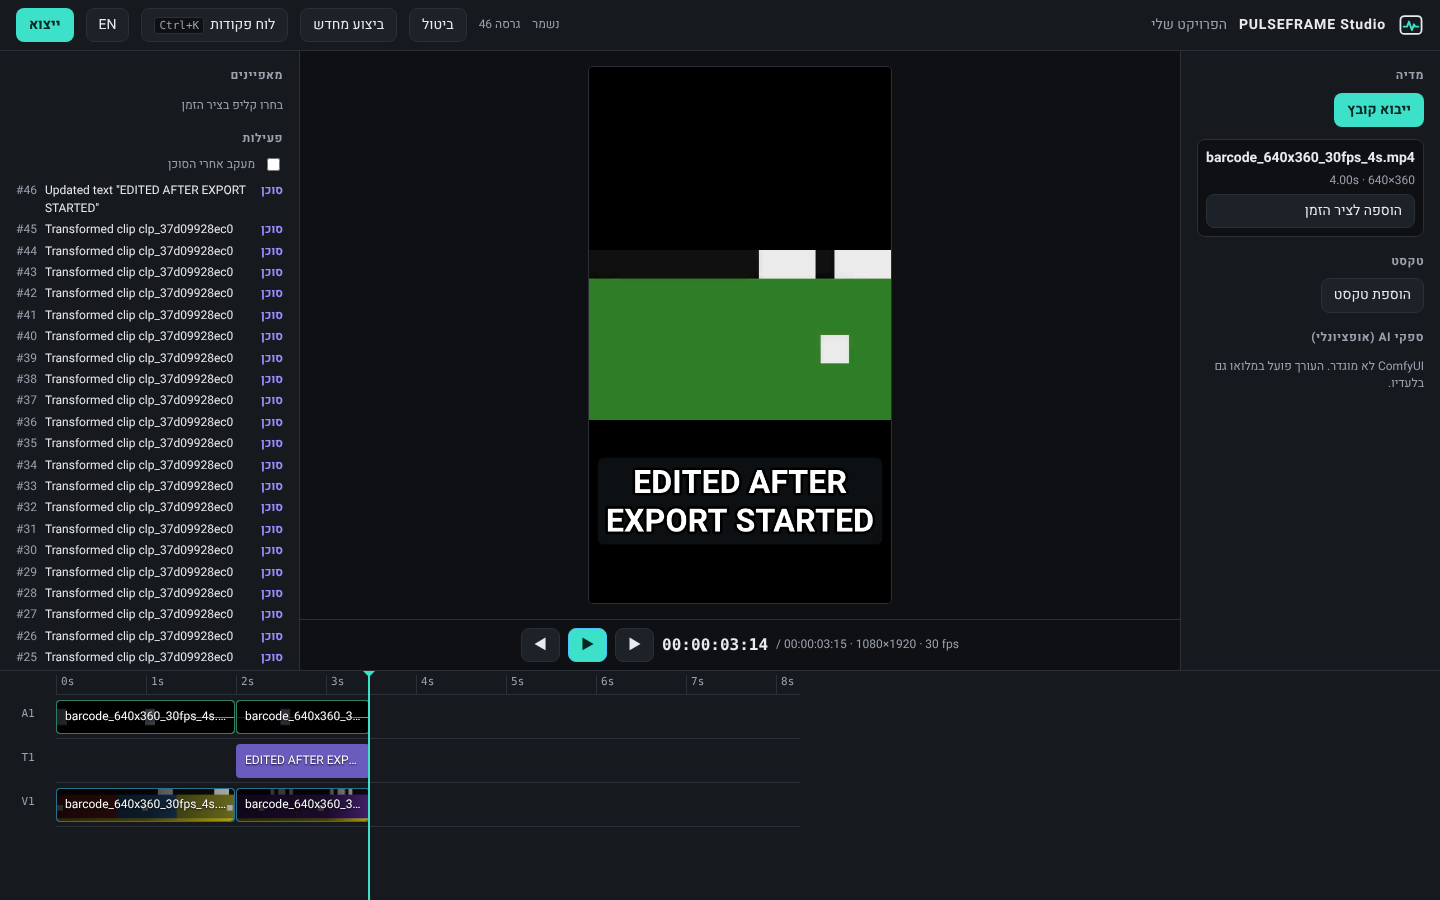 PULSEFRAME Studio
הפרויקט שלי
נשמר
גרסה 46
ביטול
ביצוע מחדש
לוח פקודות Ctrl+K
EN
ייצוא
מדיה
ייבוא קובץ
barcode_640x360_30fps_4s.mp4
4.00s · 640×360
הוספה לציר הזמן
טקסט
הוספת טקסט
ספקי AI (אופציונלי)
ComfyUI לא מוגדר. העורך פועל במלואו גם
בלעדיו.
EDITED AFTER
EXPORT STARTED
00:00:03:14 / 00:00:03:15 · 1080×1920 · 30 fps
מאפיינים
בחרו קליפ בציר הזמן
פעילות
מעקב אחרי הסוכן
סוכן Updated text "EDITED AFTER EXPORT #46
STARTED"
סוכן Transformed clip clp_37d09928ec0 #45
סוכן Transformed clip clp_37d09928ec0 #44
סוכן Transformed clip clp_37d09928ec0 #43
סוכן Transformed clip clp_37d09928ec0 #42
סוכן Transformed clip clp_37d09928ec0 #41
סוכן Transformed clip clp_37d09928ec0 #40
סוכן Transformed clip clp_37d09928ec0 #39
סוכן Transformed clip clp_37d09928ec0 #38
סוכן Transformed clip clp_37d09928ec0 #37
סוכן Transformed clip clp_37d09928ec0 #36
סוכן Transformed clip clp_37d09928ec0 #35
סוכן Transformed clip clp_37d09928ec0 #34
סוכן Transformed clip clp_37d09928ec0 #33
סוכן Transformed clip clp_37d09928ec0 #32
סוכן Transformed clip clp_37d09928ec0 #31
סוכן Transformed clip clp_37d09928ec0 #30
סוכן Transformed clip clp_37d09928ec0 #29
סוכן Transformed clip clp_37d09928ec0 #28
סוכן Transformed clip clp_37d09928ec0 #27
סוכן Transformed clip clp_37d09928ec0 #26
סוכן Transformed clip clp_37d09928ec0 #25
0s 1s 2s 3s 4s 5s 6s 7s 8s
A1 barcode_640x360_30fps_4s.... barcode_640x360_3...
T1 EDITED AFTER EXP...
V1 barcode_640x360_30fps_4s.... barcode_640x360_3...